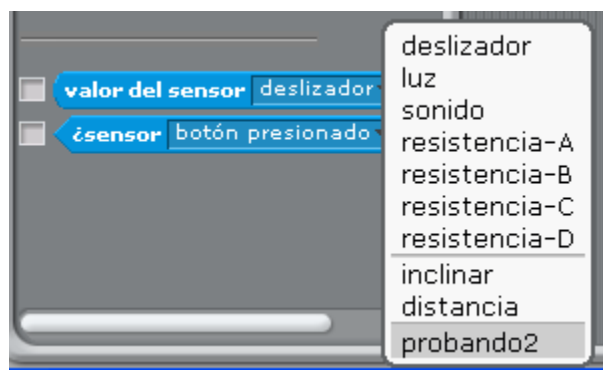 valor del sensor deslizador
¿sensor botón presionado
deslizador
luz
sonido
resistencia-A
resistencia-B
resistencia-C
resistencia-D
inclinar
distancia
probando2